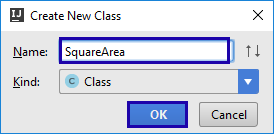 Create New Class
Name: SquareArea
Kind: Class
OK Cancel